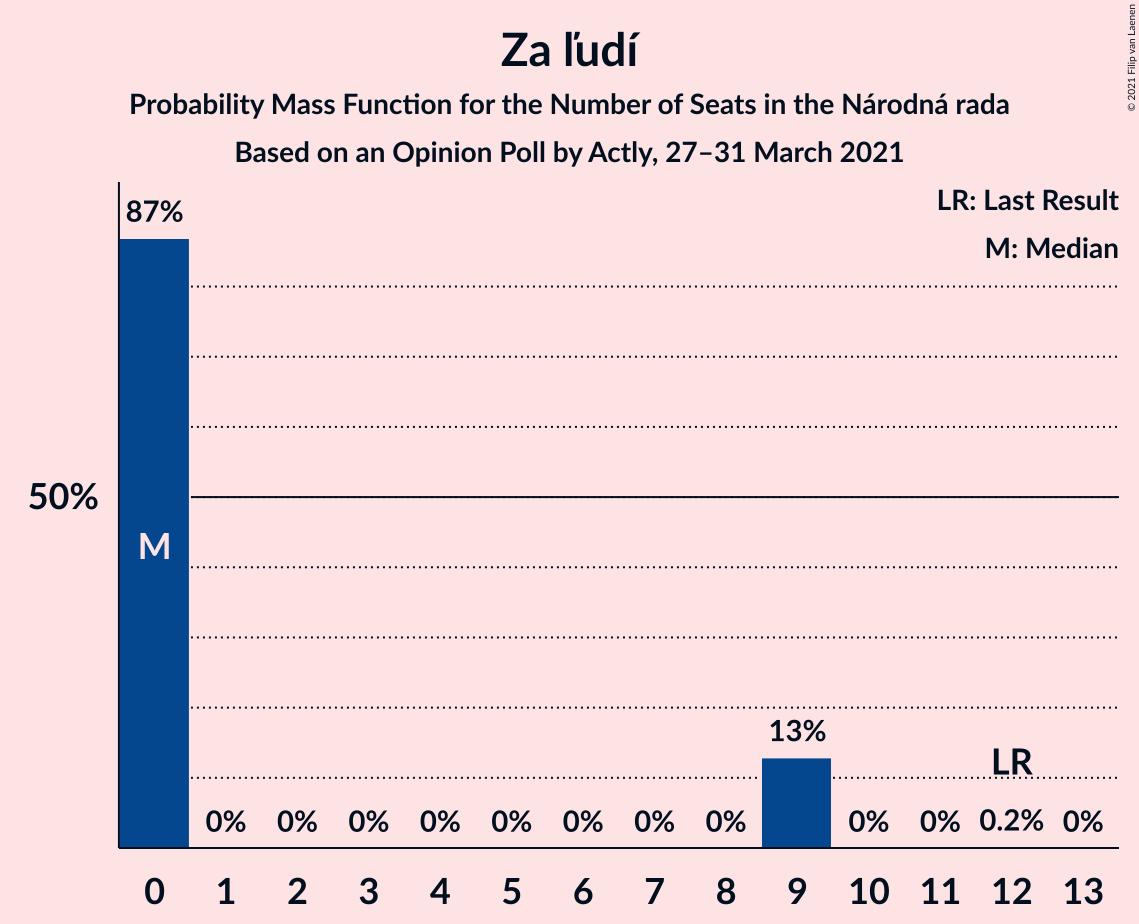 Za ľudí
Probability Mass Function for the Number of Seats in the Národná rada
Based on an Opinion Poll by Actly, 27–31 March 2021
© 2021 Filip van Laenen
LR: Last Result
M: Median
87%
50%
M
13%
LR
0% 0% 0% 0% 0% 0% 0% 0% 0% 0% 0.2% 0%
0 1 2 3 4 5 6 7 8 9 10 11 12 13